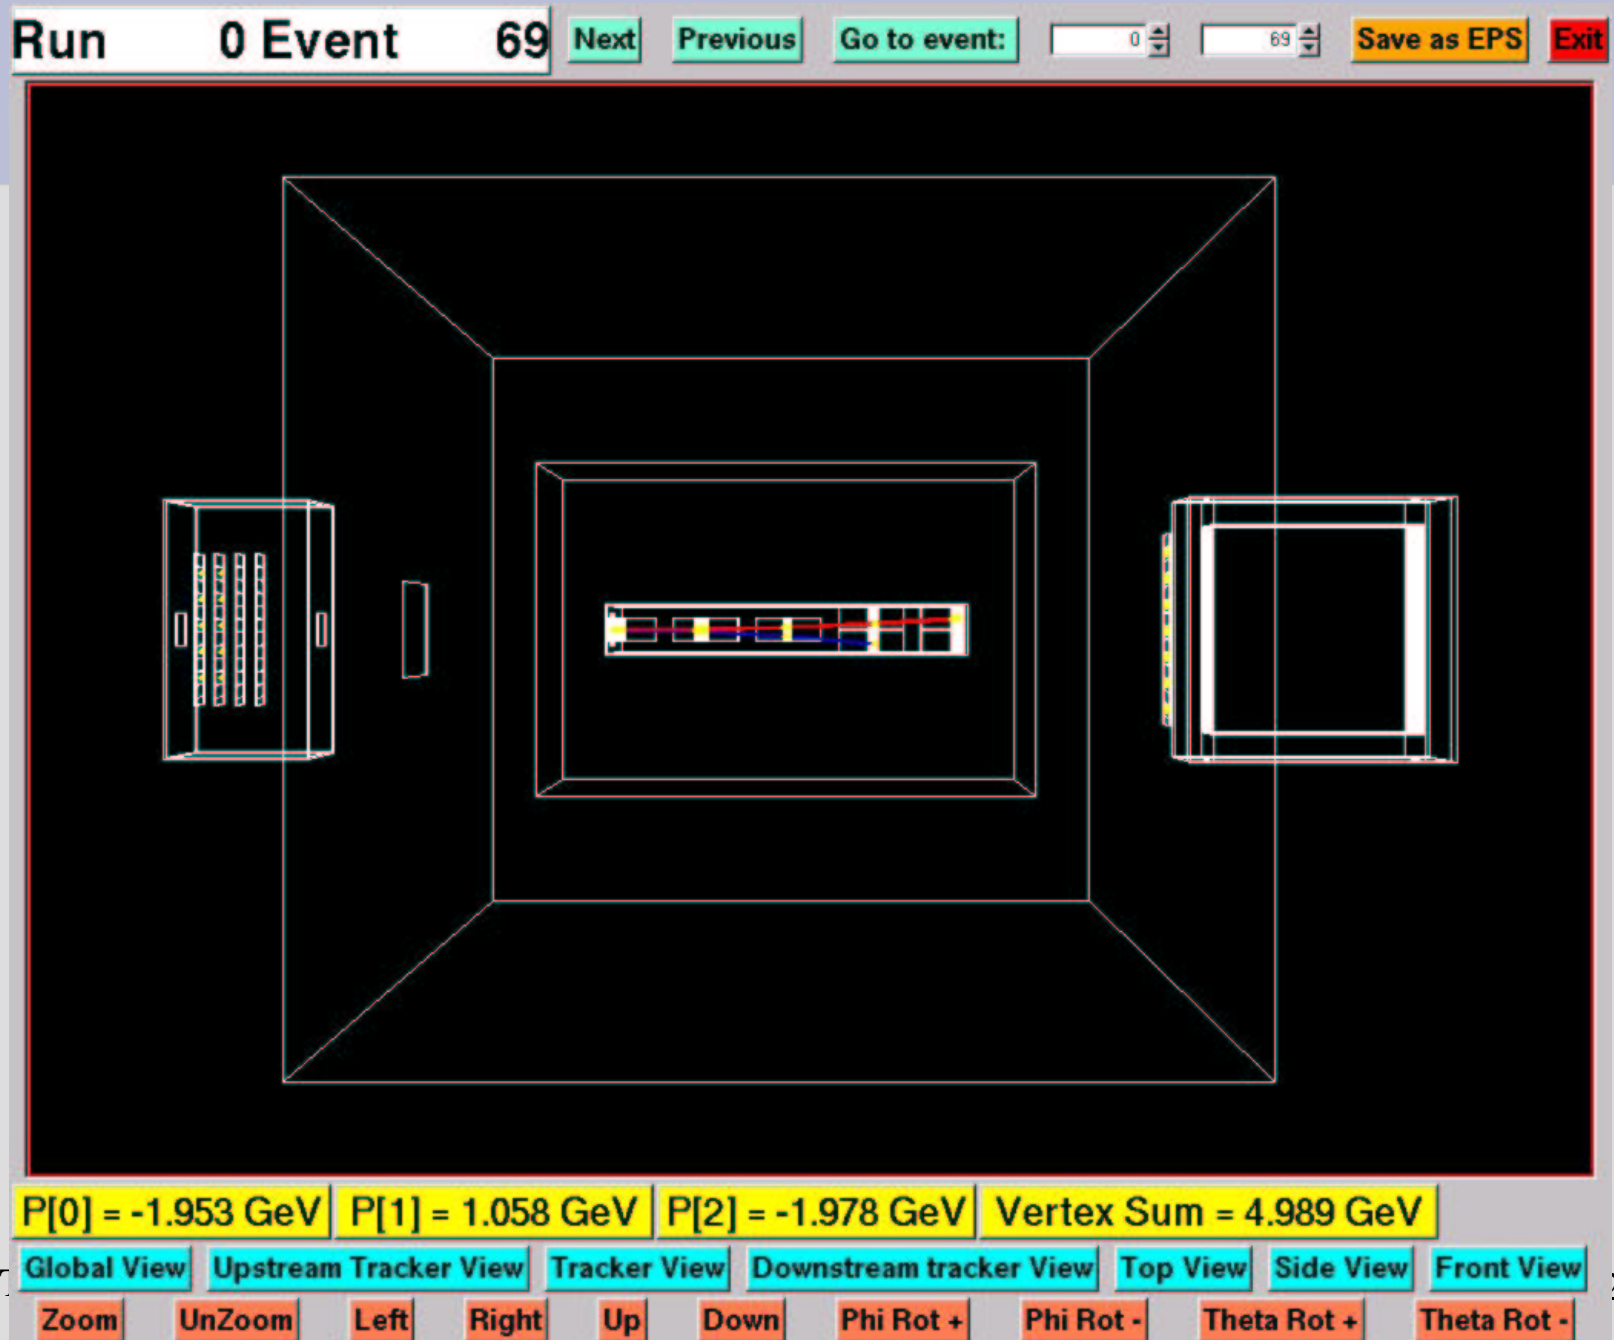 Run 0 Event 69 Next Previous Go to event: 0 69 Save as EPS Exit
P[0] = -1.953 GeV P[1] = 1.058 GeV P[2] = -1.978 GeV Vertex Sum = 4.989 GeV
Global View Upstream Tracker View Tracker View Downstream tracker View Top View Side View Front View
Zoom UnZoom Left Right Up Down Phi Rot + Phi Rot - Theta Rot + Theta Rot -